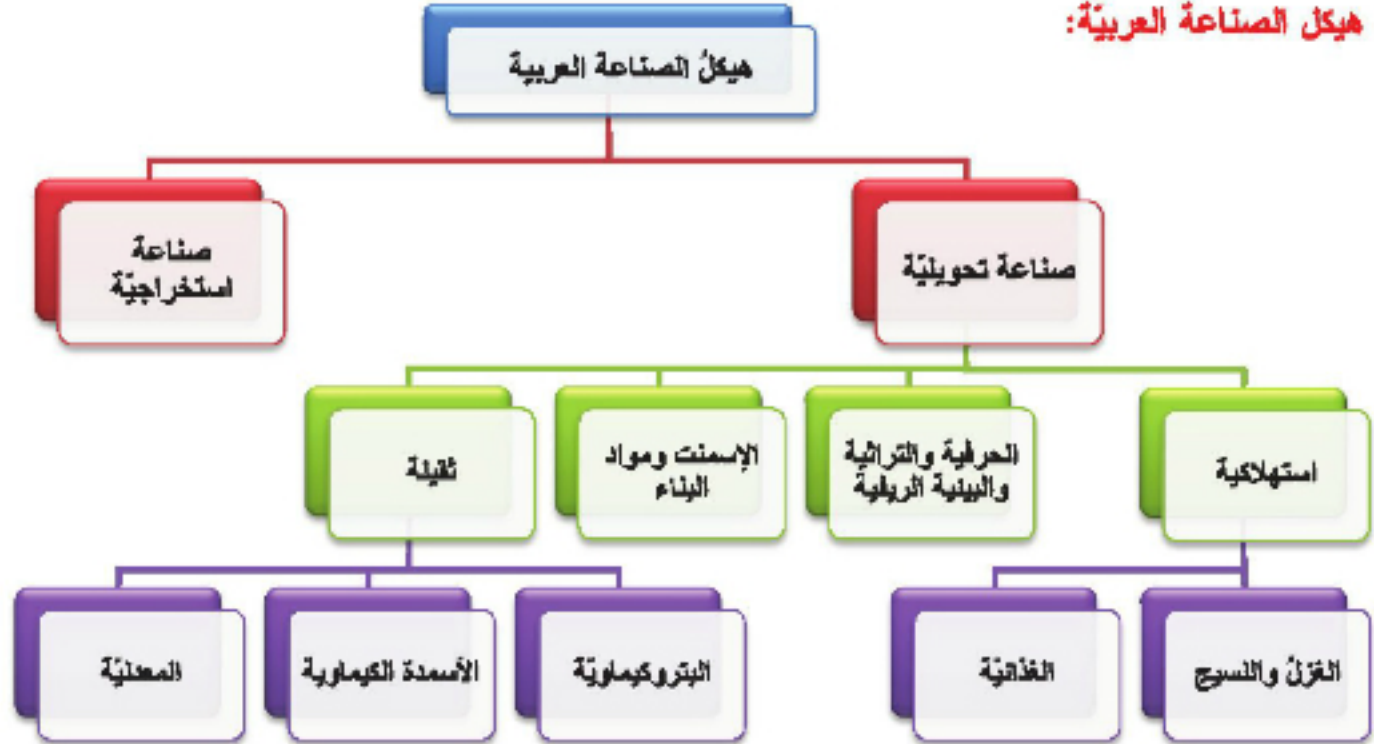 هيكل الصناعة العربيّة:
هيكلُ الصناعة العربية
صناعة تحويليّة
صناعة
استخراجيّة
استهلاكية
الحرفية والتراثية
والبيئية الريفية
الإسمنت ومواد
البناء
ثقيلة
الغزلُ والنسيج
الغذائيّة
البتروكيماويّة
الأسمدة الكيماوية
المعدنيّة